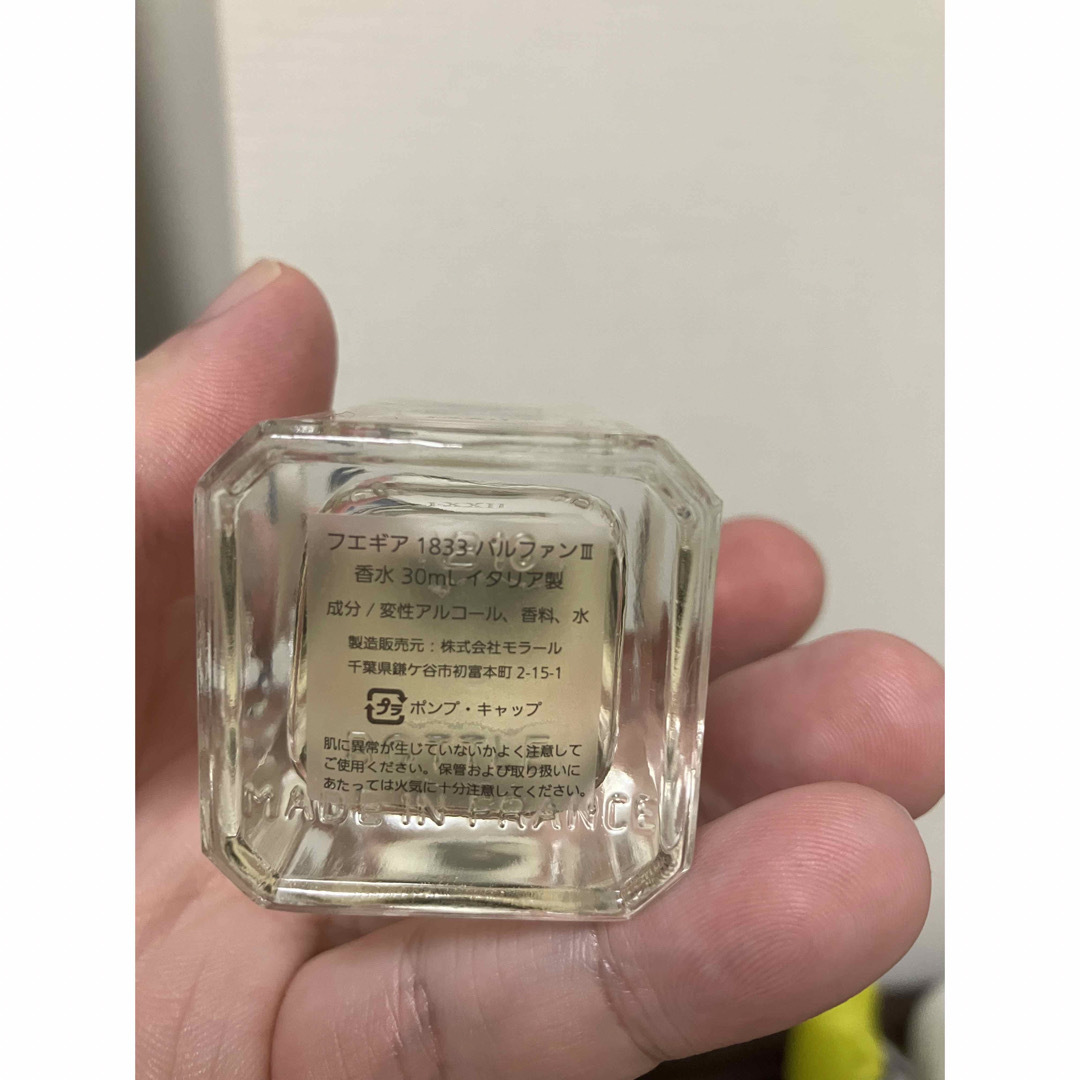 フエギア 1833 パルファンⅢ
香水 30mL イタリア製
成分 / 変性アルコール、香料、水
製造販売元:株式会社モラール
千葉県鎌ケ谷市初富本町 2-15-1
プラ ポンプ・キャップ
肌に異常が生じていないかよく注意して
ご使用ください。保管および取り扱いに
あたっては火気に十分注意してください。
BOTTLE
MADE IN FRANCE